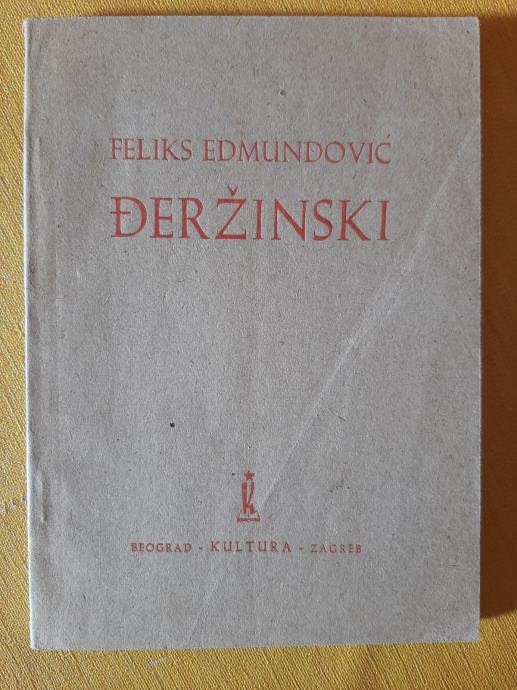 FELIKS EDMUNDOVIĆ
ĐERŽINSKI
K
BEOGRAD - KULTURA - ZAGREB